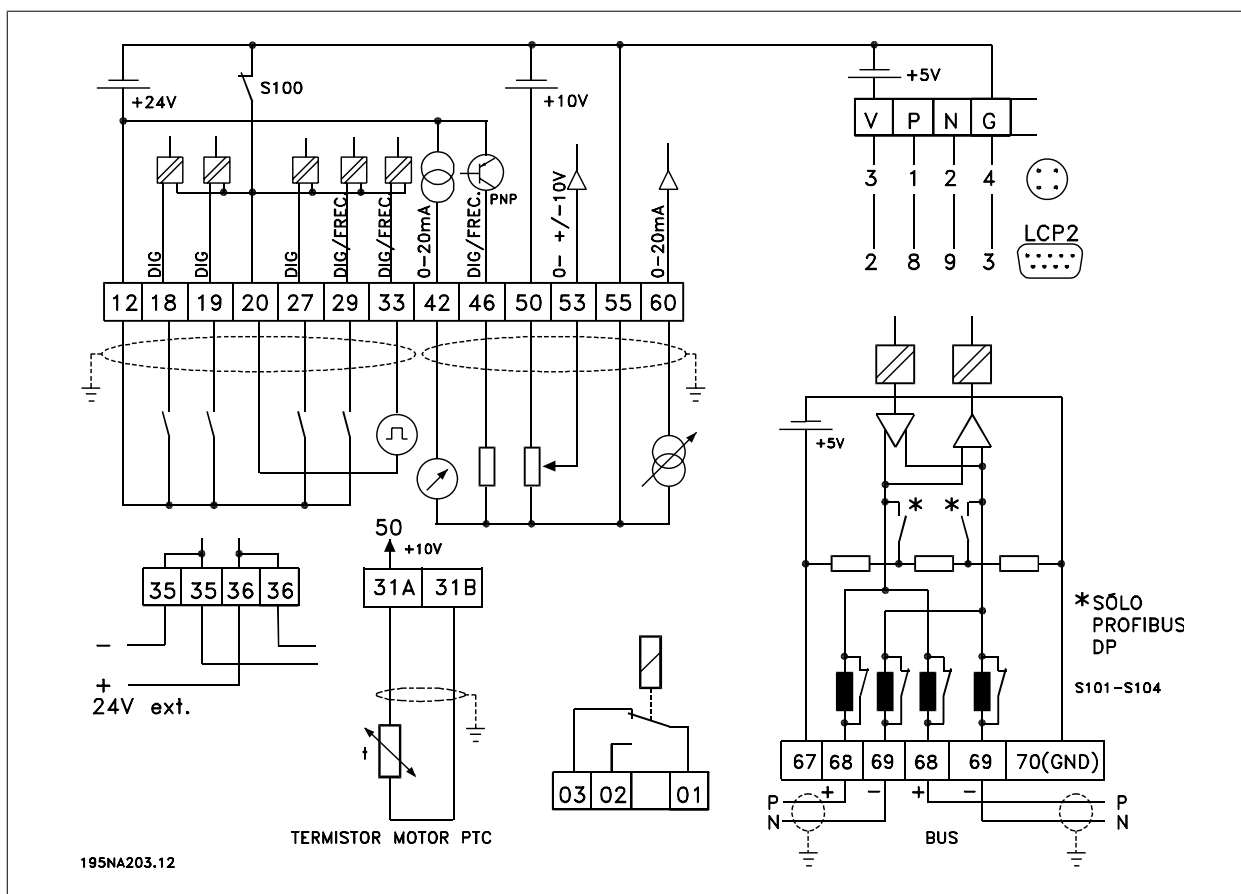 +24V
S100
+10V
+5V
V P N G
3 1 2 4
LCP2
2 8 9 3
DIG
DIG
DIG
DIG/FREC.
DIG/FREC.
0-20mA
DIG/FREC.
PNP
0- +/-10V
0-20mA
12 18 19 20 27 29 33 42 46 50 53 55 60
+5V
* *
50
+10V
35 35 36 36
31A 31B
*SÓLO
PROFIBUS
DP
S101-S104
-
+
24V ext.
t
03 02 01
67 68 69 68 69 70(GND)
P + - + - P
N N
BUS
TERMISTOR MOTOR PTC
195NA203.12